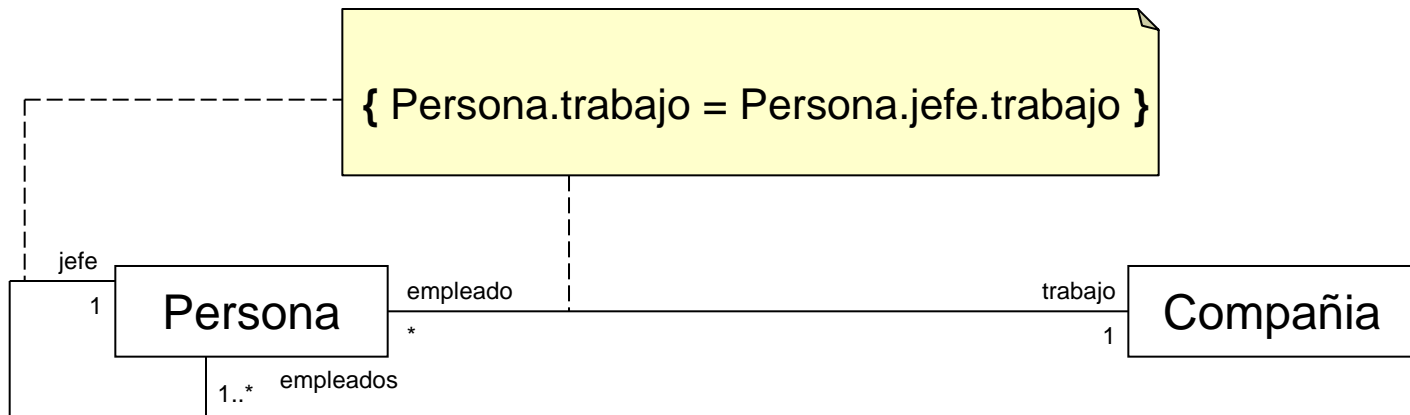 { Persona.trabajo = Persona.jefe.trabajo }
jefe
1
Persona
empleado
*
trabajo
1
Compañia
1..*
empleados